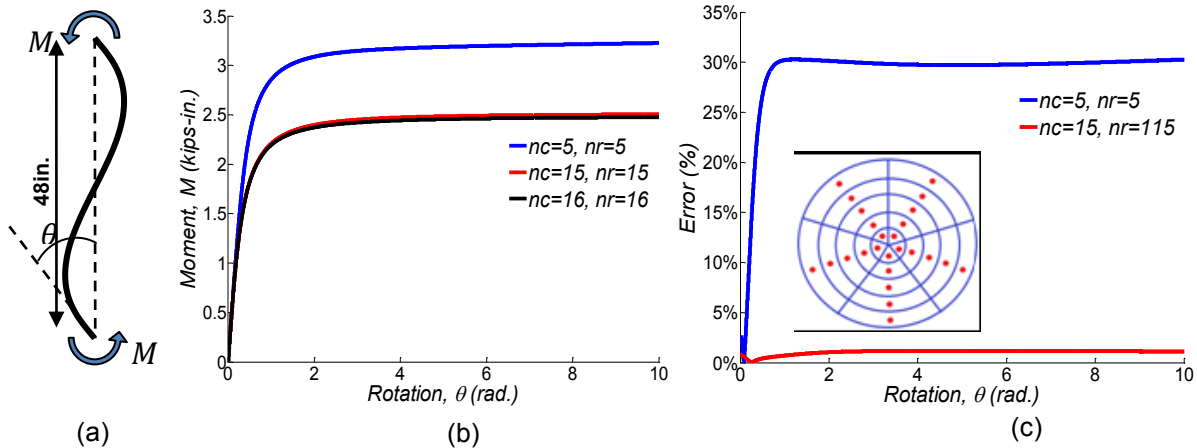 M
48in.
θ
M
(a)
Moment, M (kips-in.)
3.5
3
2.5
2
1.5
1
0.5
0
0
2
4
6
8
10
Rotation, θ (rad.)
nc=5, nr=5
nc=15, nr=15
nc=16, nr=16
(b)
Error (%)
35%
30%
25%
20%
15%
10%
5%
0%
0
2
4
6
8
10
Rotation, θ (rad.)
nc=5, nr=5
nc=15, nr=115
(c)